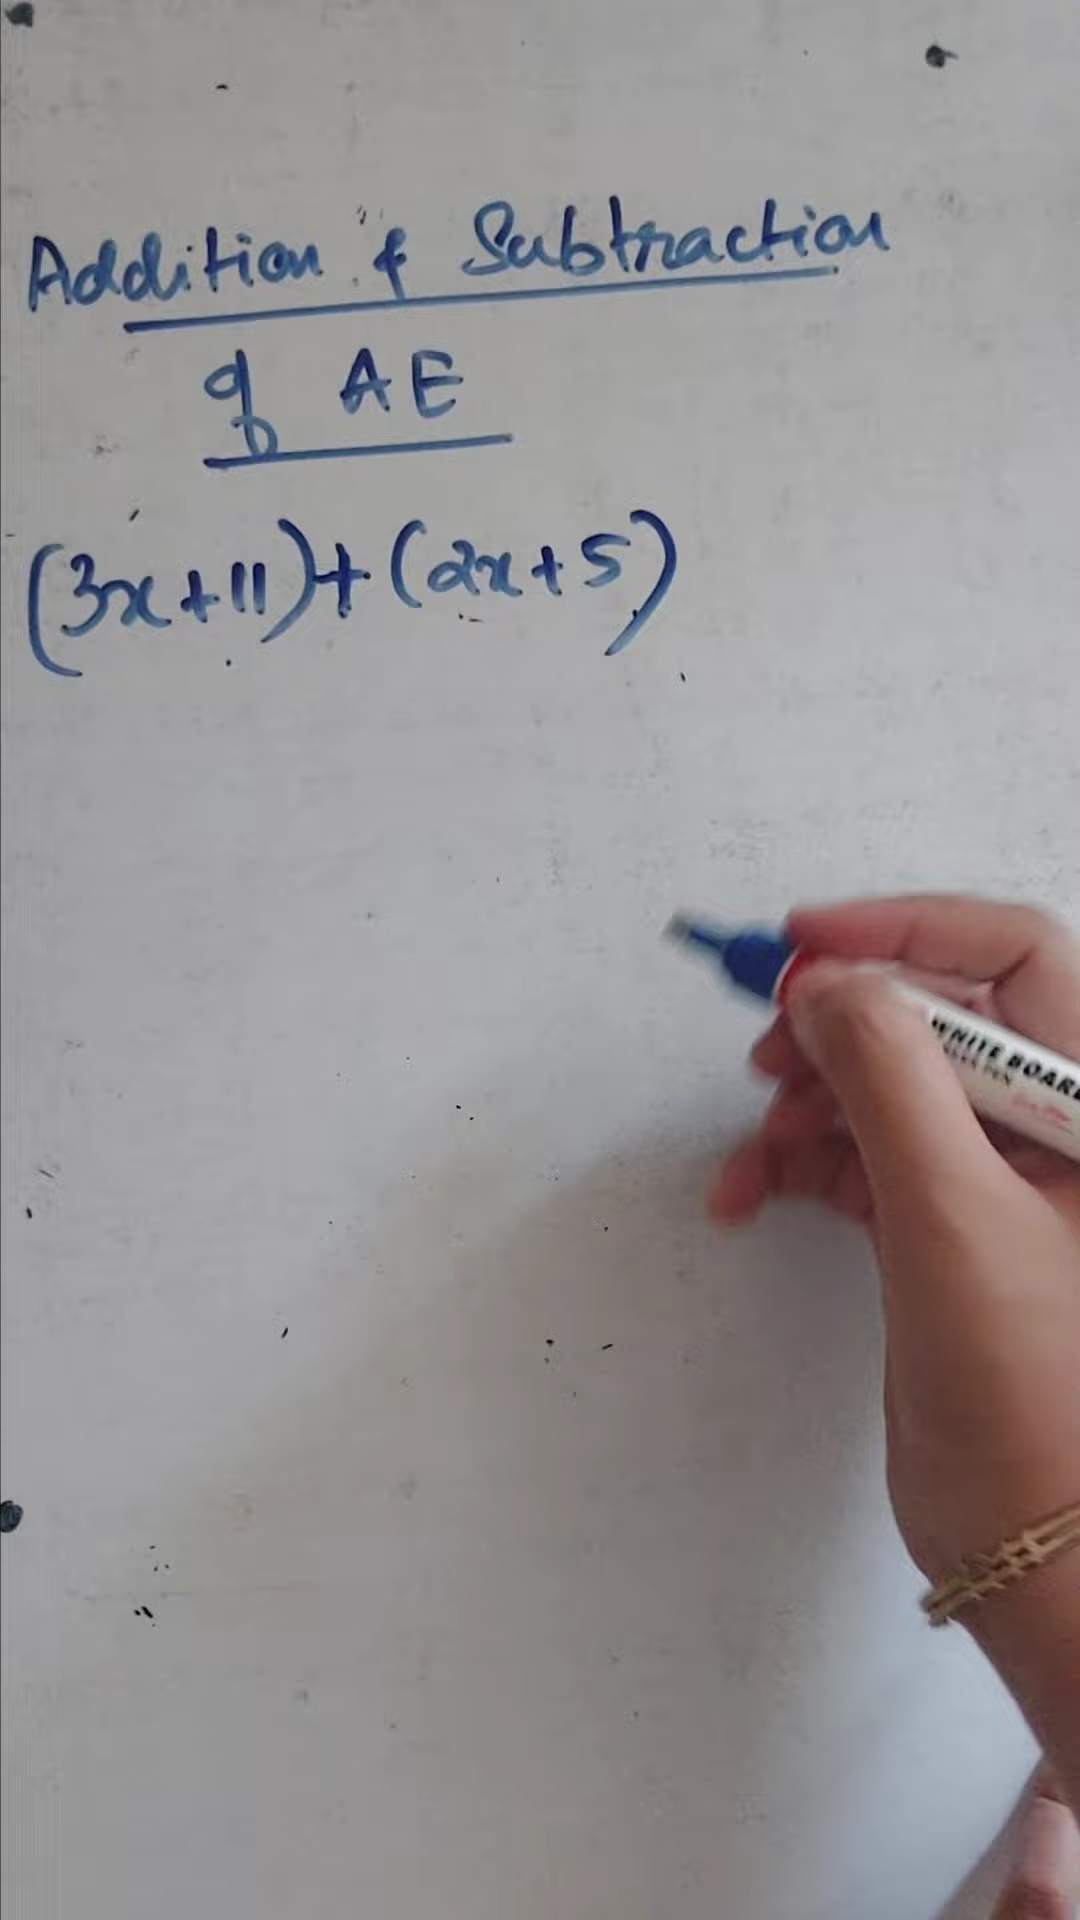 Addition & Subtraction
of AE
(3x+11)+(2x+5)
WHITE BOARD